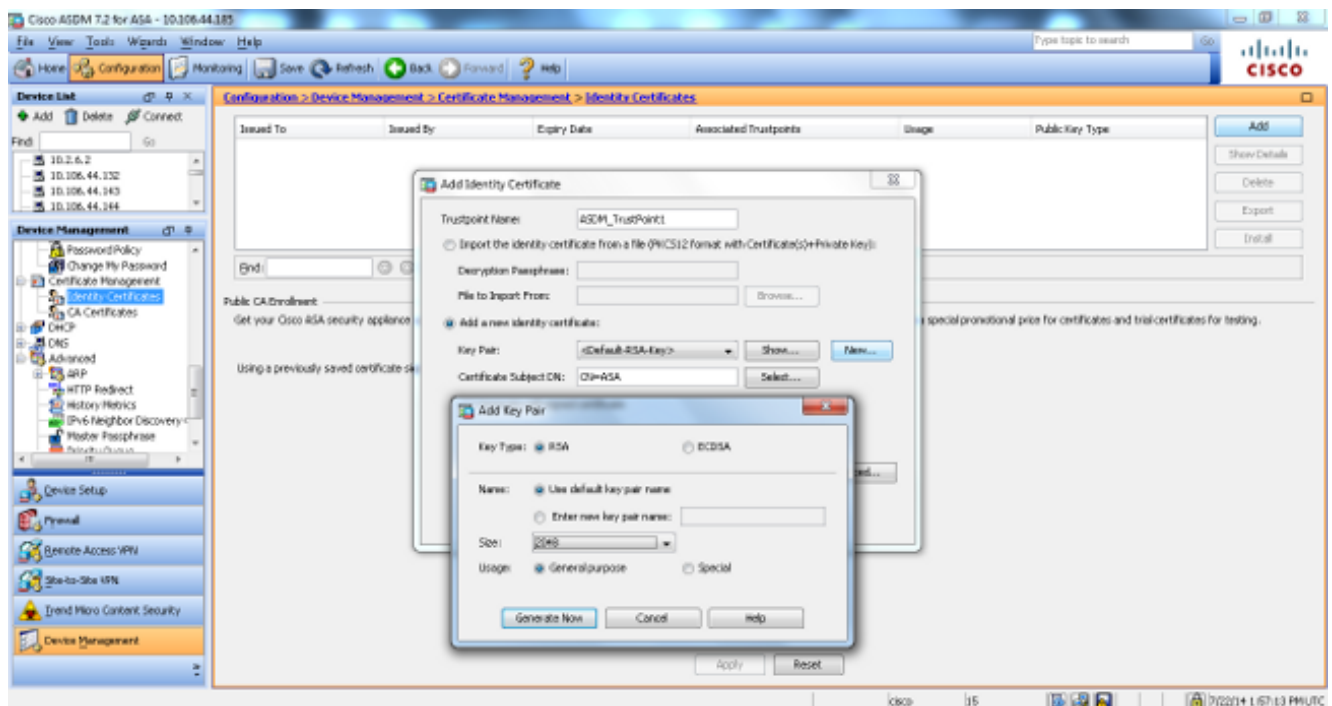 Cisco ASDM 7.2 for ASA - 10.106.44.185
File View Tools Wizards Window Help
Type topic to search Go
Home Configuration Monitoring Save Refresh Back Forward Help
CISCO
Device List
Add Delete Connect
Find: Go
10.2.6.2
10.106.44.132
10.106.44.143
10.106.44.144
Device Management
Password Policy
Change My Password
Certificate Management
Identity Certificates
CA Certificates
DHCP
DNS
Advanced
ARP
HTTP Redirect
History Metrics
IPv6 Neighbor Discovery
Master Passphrase
Priority Queue
Device Setup
Firewall
Remote Access VPN
Site-to-Site VPN
Trend Micro Content Security
Device Management
Configuration > Device Management > Certificate Management > Identity Certificates
Issued To Issued By Expiry Date Associated Trustpoints Usage Public Key Type
Add
Show Details
Delete
Export
Install
Find:
Public CA Enrollment
Get your Cisco ASA security appliance
special promotional price for certificates and trial certificates for testing.
Using a previously saved certificate
Add Identity Certificate
Trustpoint Name: ASDM_TrustPoint1
Import the identity certificate from a file (PKCS12 format with Certificate(s)+Private Key):
Decryption Passphrase:
File to Import From: Browse...
Add a new identity certificate:
Key Pair: <Default-RSA-Key> Show... New...
Certificate Subject DN: CN=ASA Select...
Add Key Pair
Key Type: RSA ECDSA
Name: Use default key pair name
Enter new key pair name:
Size: 2048
Usage: General purpose Special
Generate Now Cancel Help
Apply Reset
cisco 15 7/22/14 1:57:13 PM UTC